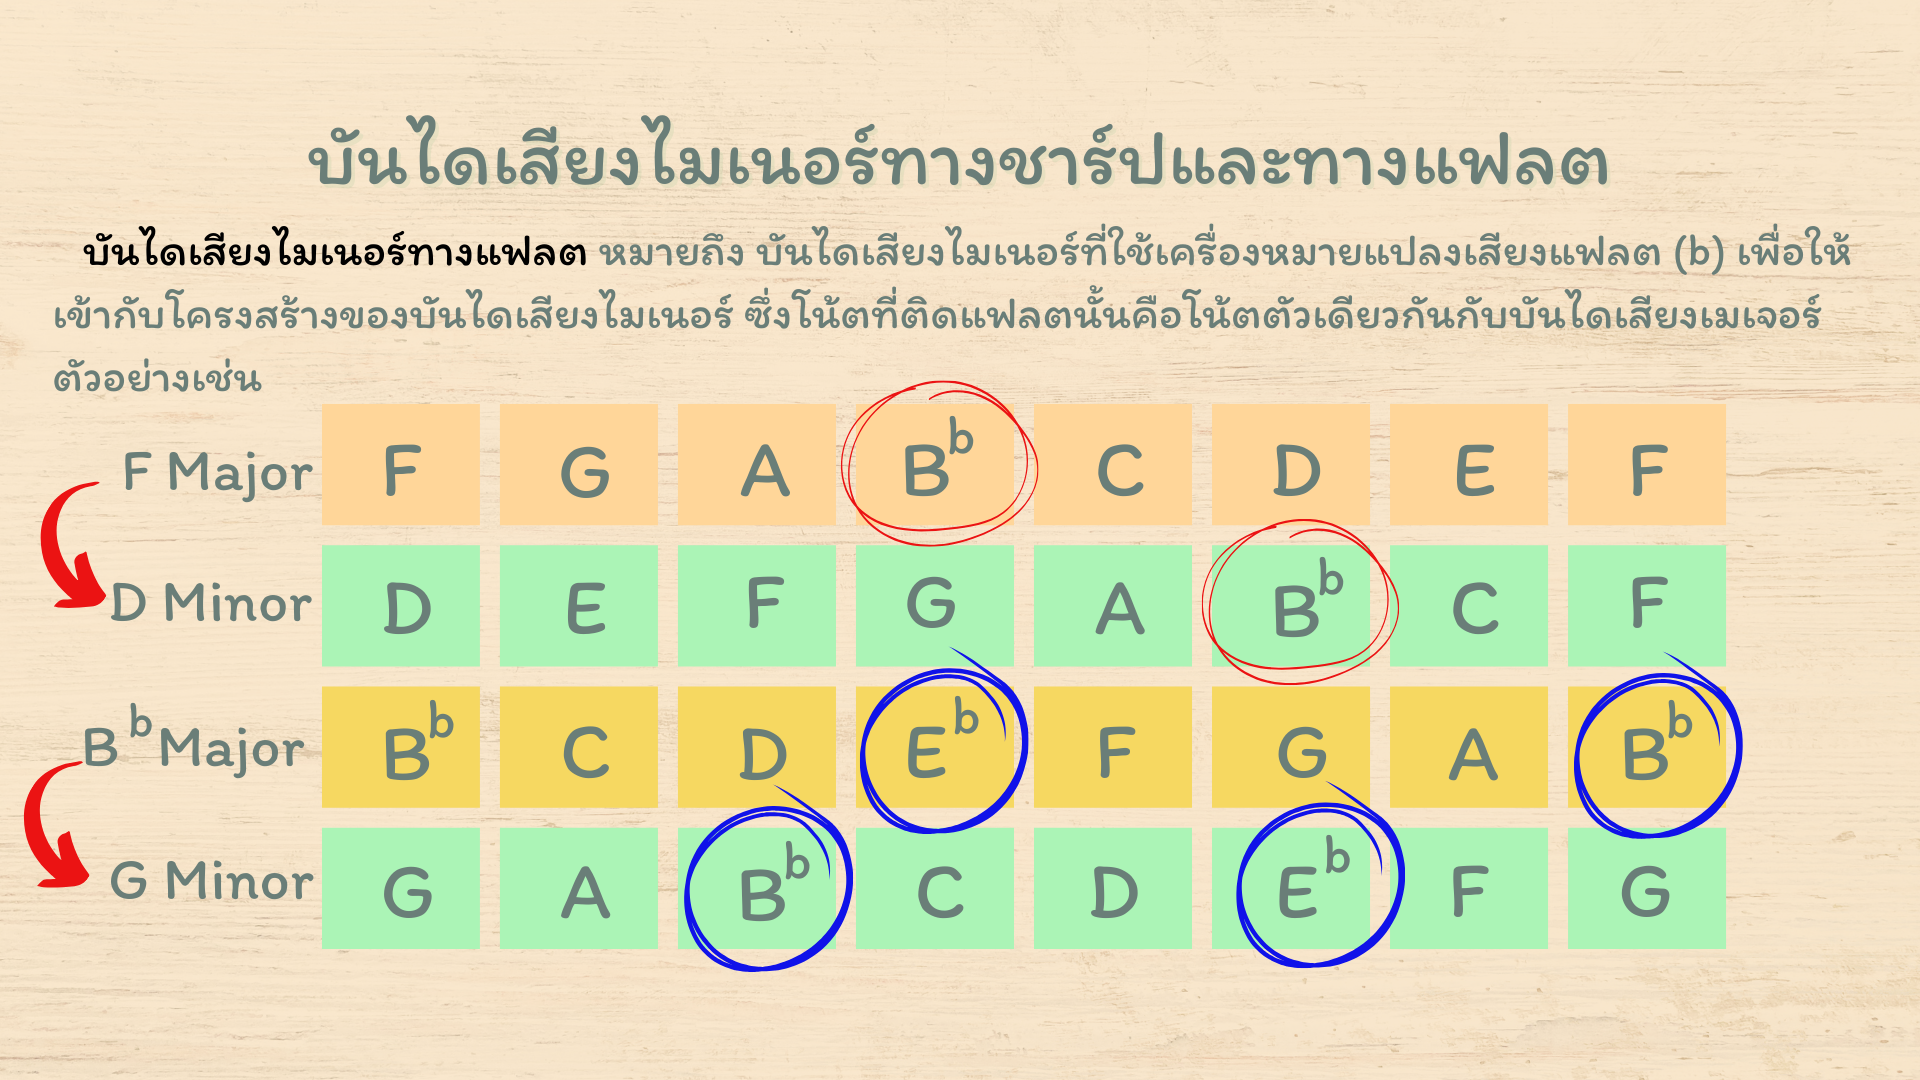 บันไดเสียงไมเนอร์ทางชาร์ปและทางแฟลต
บันไดเสียงไมเนอร์ทางแฟลต หมายถึง บันไดเสียงไมเนอร์ที่ใช้เครื่องหมายแปลงเสียงแฟลต (b) เพื่อให้
เข้ากับโครงสร้างของบันไดเสียงไมเนอร์ ซึ่งโน้ตที่ติดแฟลตนั้นคือโน้ตตัวเดียวกันกับบันไดเสียงเมเจอร์
ตัวอย่างเช่น
F Major F G A Bb C D E F
D Minor D E F G A Bb C F
Bb Major Bb C D Eb F G A Bb
G Minor G A Bb C D Eb F G